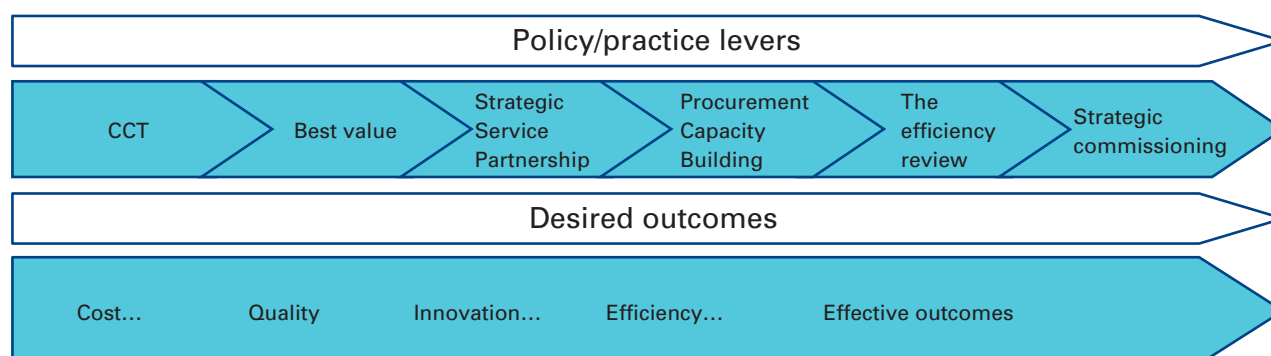 Policy/practice levers
CCT
Best value
Strategic
Service
Partnership
Procurement
Capacity
Building
The
efficiency
review
Strategic
commissioning
Desired outcomes
Cost…
Quality
Innovation…
Efficiency…
Effective outcomes